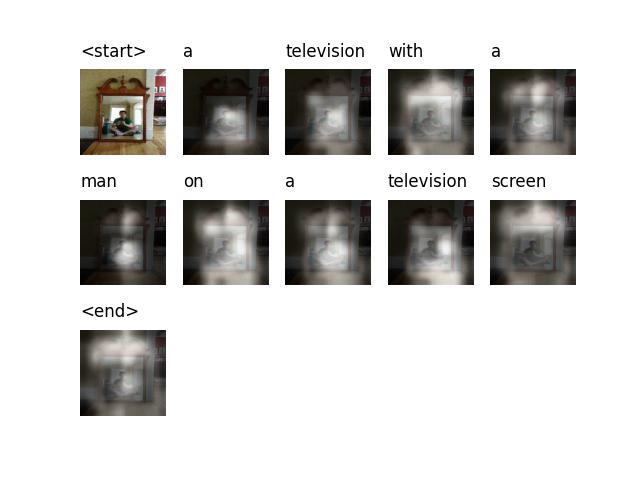 <start> a television with a
man on a television screen
<end>